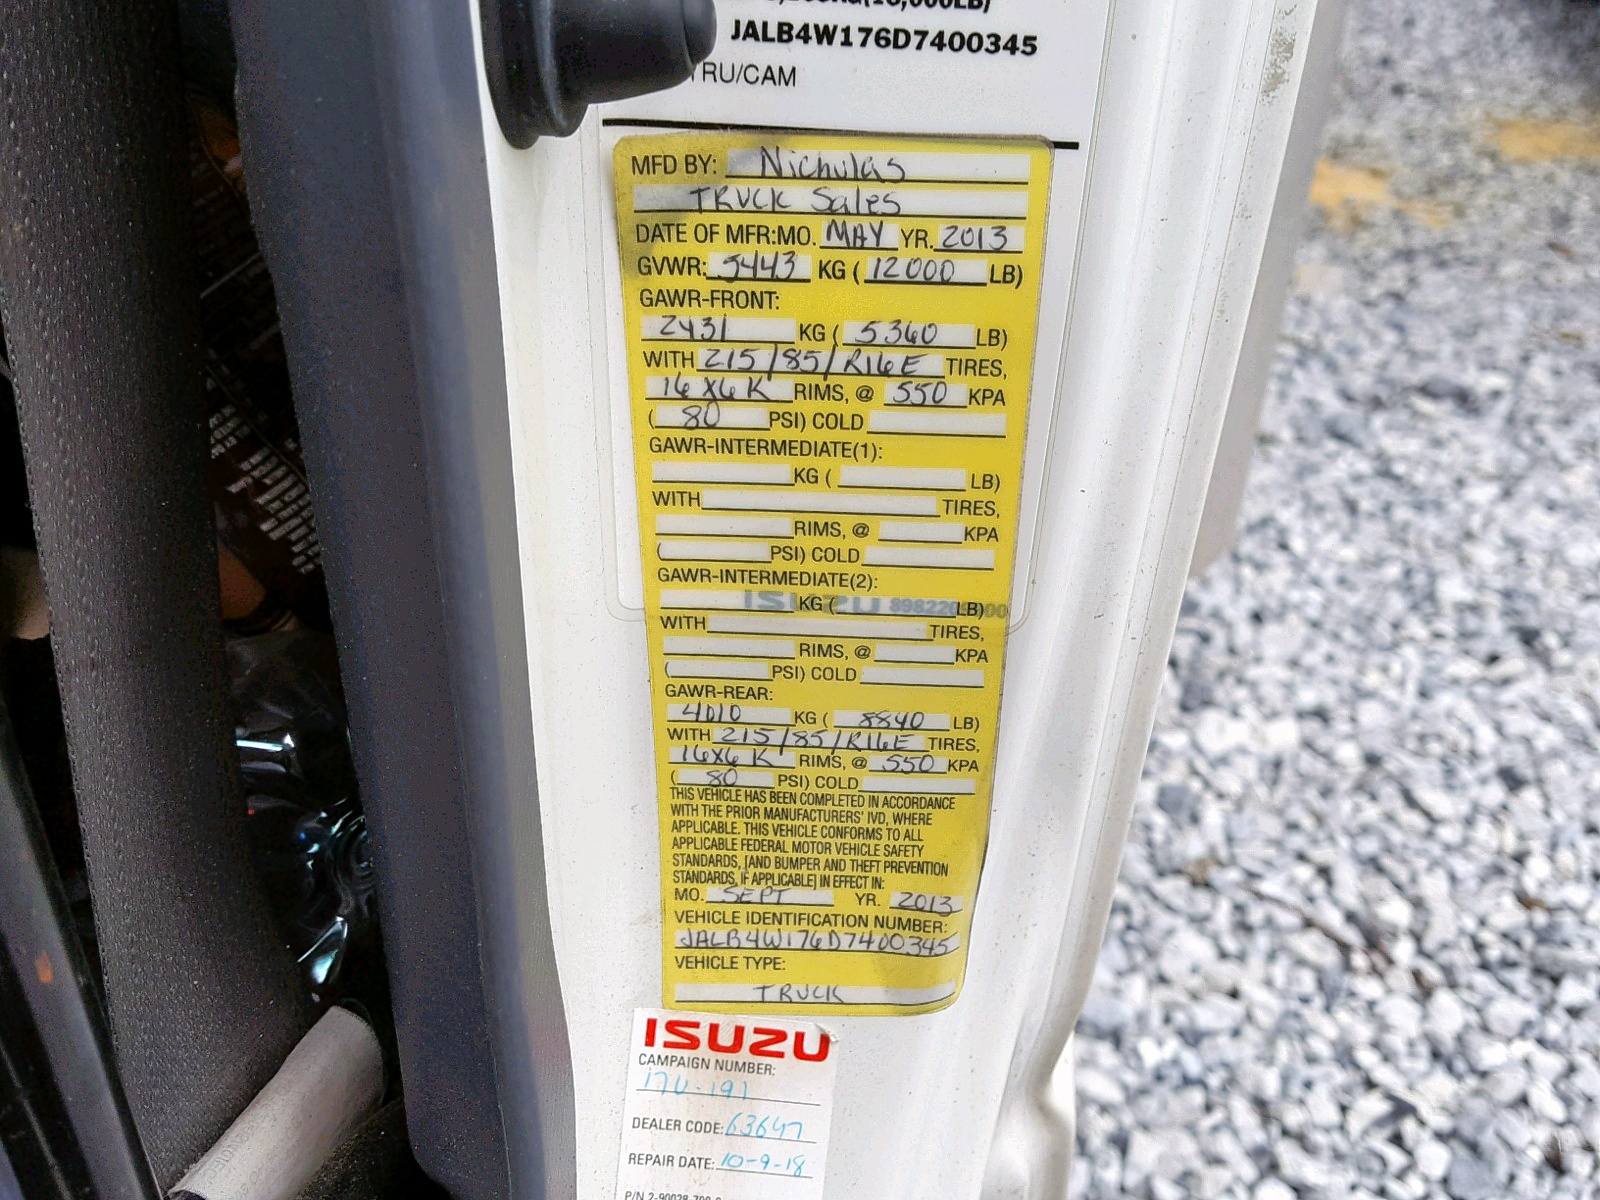 JALB4W176D7400345
TRU/CAM
MFD BY: Nicholas
TRUCK Sales
DATE OF MFR:MO. MAY YR. 2013
GVWR: 5443 KG ( 12000 LB)
GAWR-FRONT:
2431 KG ( 5360 LB)
WITH 215/85/R16E TIRES,
16X6K RIMS, @ 550 KPA
( 80 PSI) COLD
GAWR-INTERMEDIATE(1):
KG ( LB)
WITH TIRES,
RIMS, @ KPA
( PSI) COLD
GAWR-INTERMEDIATE(2):
KG ( LB)
ISUZU
WITH TIRES,
RIMS, @ KPA
( PSI) COLD
GAWR-REAR:
4010 KG ( 8840 LB)
WITH 215/85/R16E TIRES,
16X6K RIMS, @ 550 KPA
( 80 PSI) COLD
THIS VEHICLE HAS BEEN COMPLETED IN ACCORDANCE
WITH THE PRIOR MANUFACTURERS' IVD, WHERE
APPLICABLE. THIS VEHICLE CONFORMS TO ALL
APPLICABLE FEDERAL MOTOR VEHICLE SAFETY
STANDARDS, [AND BUMPER AND THEFT PREVENTION
STANDARDS, IF APPLICABLE] IN EFFECT IN:
MO. SEPT YR. 2013
VEHICLE IDENTIFICATION NUMBER:
JALB4W176D7400345
VEHICLE TYPE:
TRUCK
ISUZU
CAMPAIGN NUMBER:
17U-191
DEALER CODE: 63647
REPAIR DATE: 10-9-18